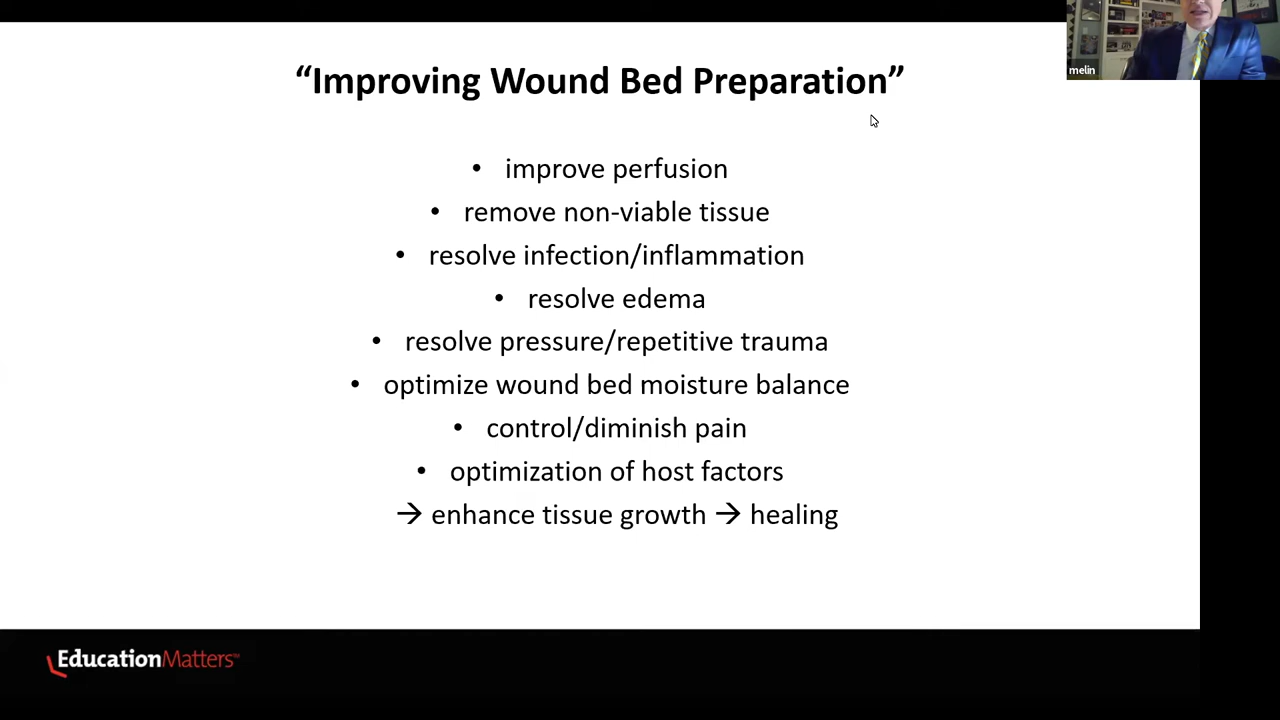 melin
“Improving Wound Bed Preparation”
• improve perfusion
• remove non-viable tissue
• resolve infection/inflammation
• resolve edema
• resolve pressure/repetitive trauma
• optimize wound bed moisture balance
• control/diminish pain
• optimization of host factors
→ enhance tissue growth → healing
EducationMatters™